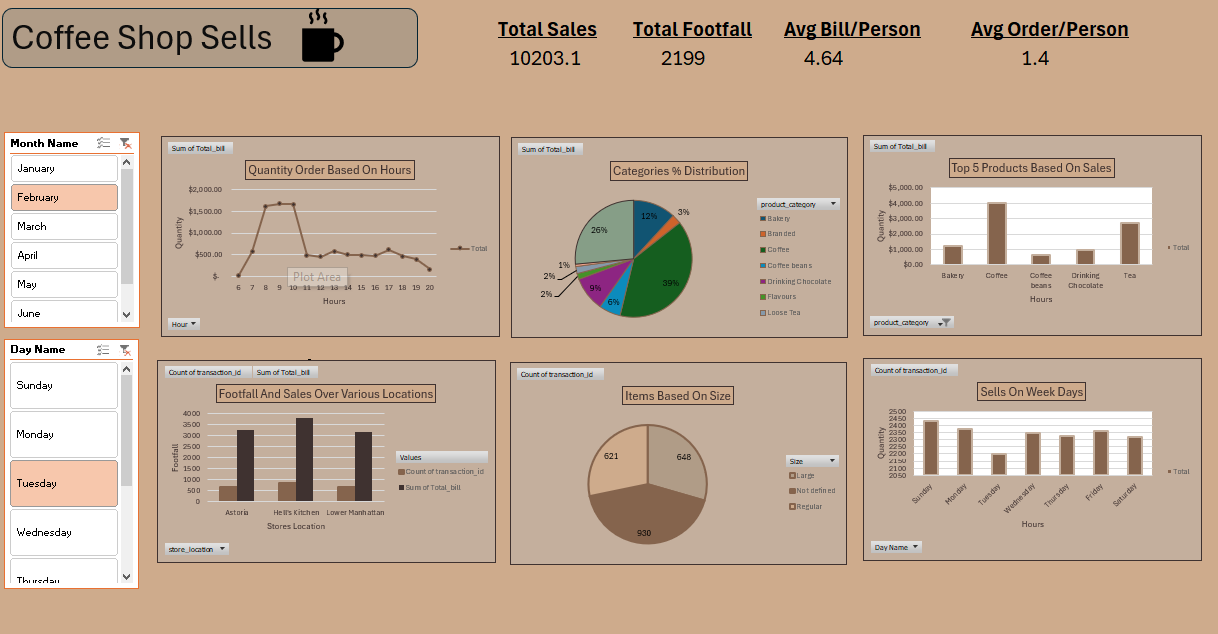 Coffee Shop Sells
Total Sales
Total Footfall
Avg Bill/Person
Avg Order/Person
10203.1
2199
4.64
1.4
Month Name
January
February
March
April
May
June
Day Name
Sunday
Monday
Tuesday
Wednesday
Thursday
Sum of Total_bill
Quantity Order Based On Hours
$2,000.00
$1,500.00
$1,000.00
$500.00
$-
Quantity
Plot Area
6 7 8 9 10 11 12 13 14 15 16 17 18 19 20
Hours
Total
Hour
Sum of Total_bill
Categories % Distribution
12%
3%
39%
6%
9%
2%
2%
1%
26%
product_category
Bakery
Branded
Coffee
Coffee beans
Drinking Chocolate
Flavours
Loose Tea
Sum of Total_bill
Top 5 Products Based On Sales
$5,000.00
$4,000.00
$3,000.00
$2,000.00
$1,000.00
$0.00
Quantity
Bakery Coffee Coffee Drinking Tea
beans Chocolate
Hours
Total
product_category
Count of transaction_id Sum of Total_bill
Footfall And Sales Over Various Locations
4000
3500
3000
2500
2000
1500
1000
500
0
Footfall
Astoria Hell's Kitchen Lower Manhattan
Stores Location
Values
Count of transaction_id
Sum of Total_bill
store_location
Count of transaction_id
Items Based On Size
621
648
930
Size
Large
Not defined
Regular
Count of transaction_id
Sells On Week Days
2500
2450
2400
2350
2300
2250
2200
2150
2100
2050
Quantity
Sunday Monday Tuesday Wednesday Thursday Friday Saturday
Hours
Total
Day Name